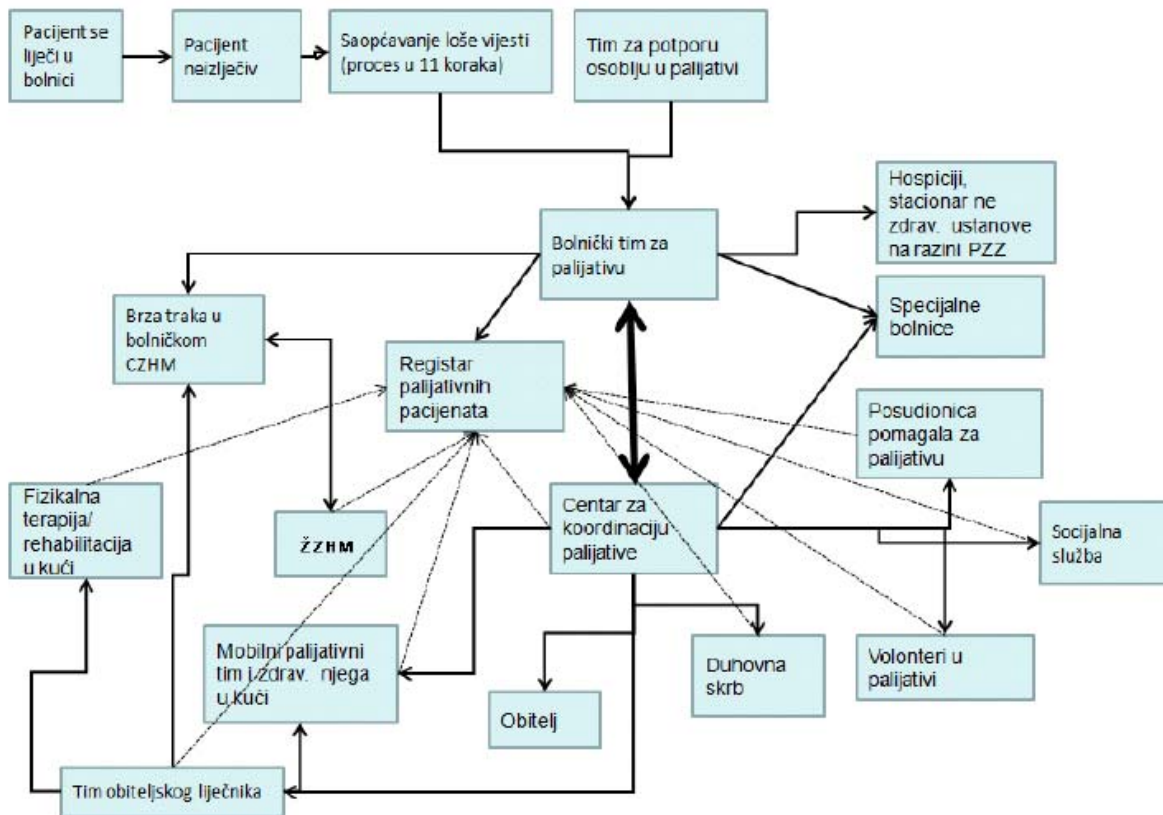 Pacijent se
liječi u
bolnici
Pacijent
neizlječiv
Saopćavanje loše vijesti
(proces u 11 koraka)
Tim za potporu
osoblju u palijativi
Hospiciji,
stacionar ne
zdrav. ustanove
na razini PZZ
Bolnički tim za
palijativu
Specijalne
bolnice
Brza traka u
bolničkom
CZHM
Registar
palijativnih
pacijenata
Posudionica
pomagala za
palijativu
Fizikalna
terapija/
rehabilitacija
u kući
ŽZHM
Centar za
koordinaciju
palijative
Socijalna
služba
Mobilni palijativni
tim i zdrav. njega
u kući
Obitelj
Duhovna
skrb
Volonteri u
palijativi
Tim obiteljskog liječnika